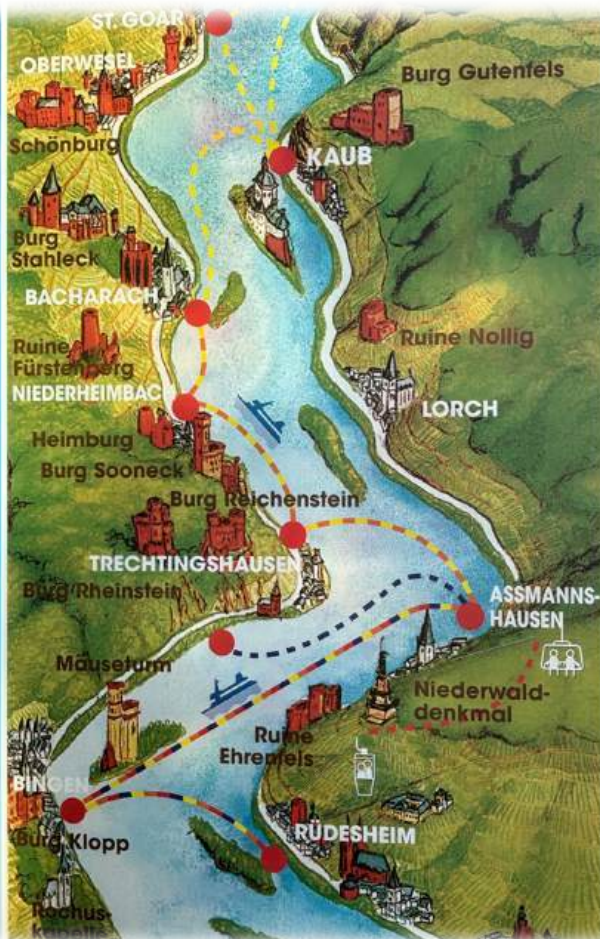 ST. GOAR
OBERWESEL
Burg Gutenfels
Schönburg
KAUB
Burg
Stahleck
BACHARACH
Ruine
Fürstenberg
Ruine Nollig
NIEDERHEIMBAC
LORCH
Heimburg
Burg Sooneck
Burg Reichenstein
TRECHTINGSHAUSEN
Burg Rheinstein
ASSMANNS-
HAUSEN
Mäuseturm
Niederwald-
denkmal
Ruine
Ehrenfels
BINGEN
RÜDESHEIM
Burg Klopp
Rochus-
kapelle